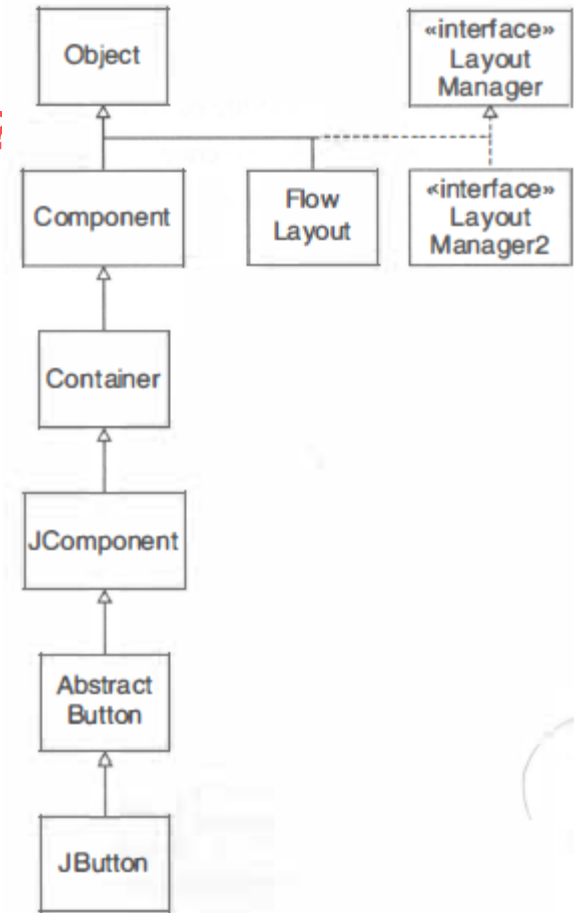 Object
«interface»
Layout
Manager
Component
Flow
Layout
«interface»
Layout
Manager2
Container
JComponent
Abstract
Button
JButton